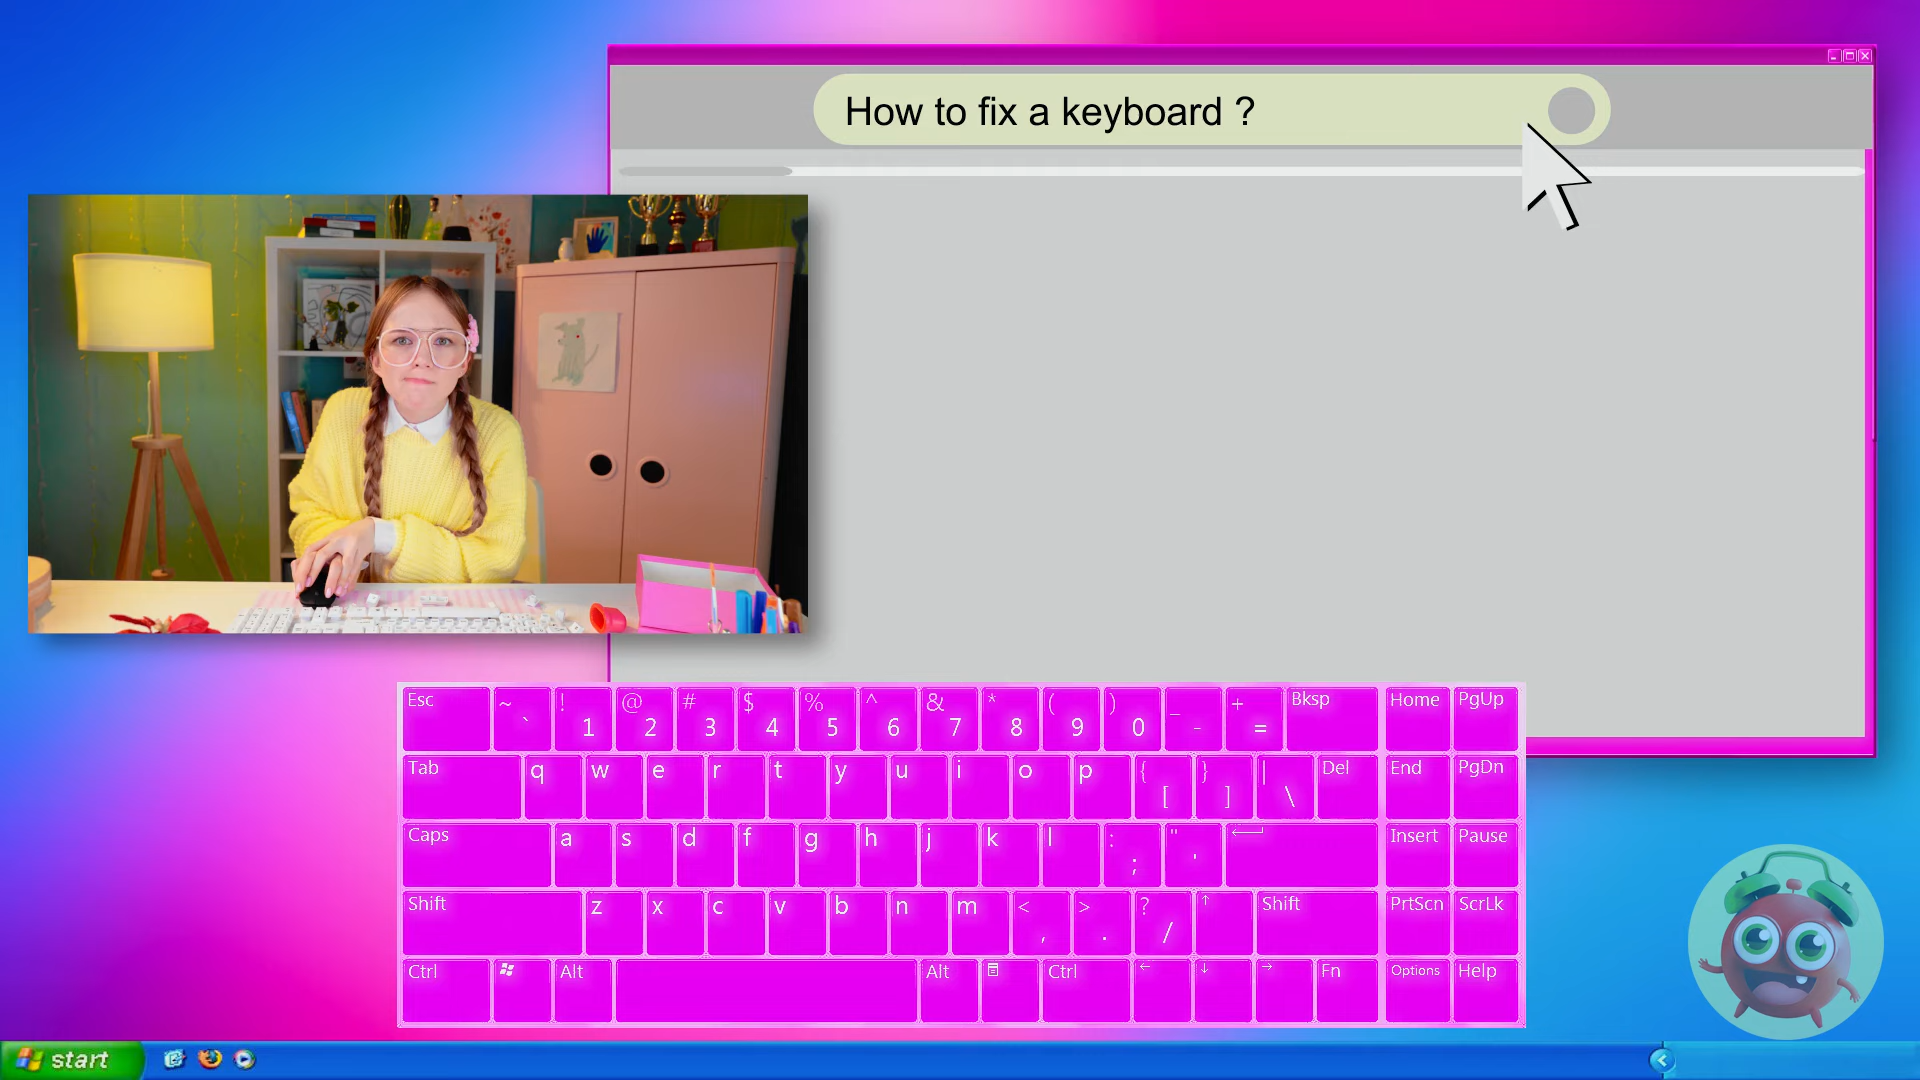 How to fix a keyboard ?
Esc ~ ` ! 1 @ 2 # 3 $ 4 % 5 ^ 6 & 7 * 8 ( 9 ) 0 _ - + = Bksp Home PgUp
Tab q w e r t y u i o p { [ } ] | \ Del End PgDn
Caps a s d f g h j k l : ; " ' Insert Pause
Shift z x c v b n m < , > . ? / ↑ Shift PrtScn ScrLk
Ctrl Alt Alt Ctrl ← ↓ → Fn Options Help
start